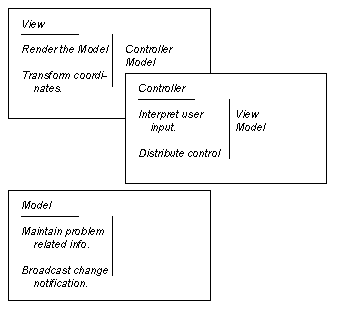 View
Render the Model
Controller
Model
Transform coordi-
nates.
Controller
Interpret user
input.
View
Model
Distribute control
Model
Maintain problem
related info.
Broadcast change
notification.